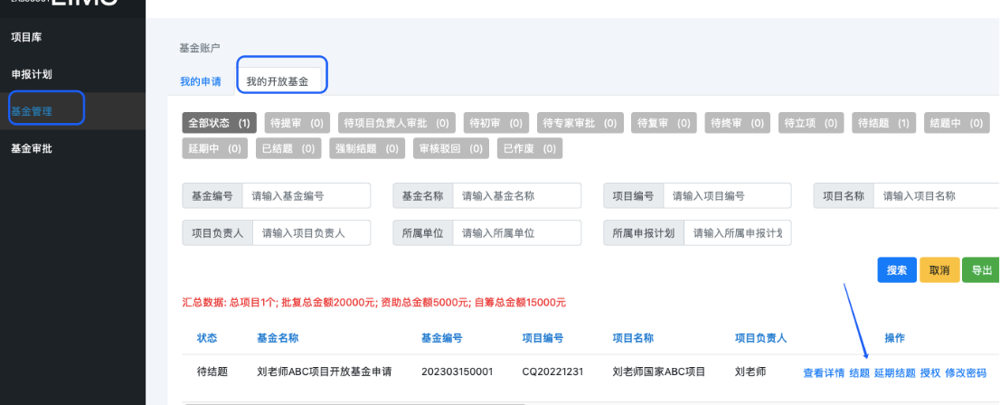 项目库
申报计划
基金管理
基金审批
基金账户
我的申请 我的开放基金
全部状态 (1) 待提审 (0) 待项目负责人审批 (0) 待初审 (0) 待专家审批 (0) 待复审 (0) 待终审 (0) 待立项 (0) 待结题 (1) 结题中 (0)
延期中 (0) 已结题 (0) 强制结题 (0) 审核驳回 (0) 已作废 (0)
基金编号 请输入基金编号 基金名称 请输入基金名称 项目编号 请输入项目编号 项目名称 请输入项目名称
项目负责人 请输入项目负责人 所属单位 请输入所属单位 所属申报计划 请输入所属申报计划
搜索 取消 导出
汇总数据: 总项目1个; 批复总金额20000元; 资助总金额5000元; 自筹总金额15000元
状态 基金名称 基金编号 项目编号 项目名称 项目负责人 操作
待结题 刘老师ABC项目开放基金申请 202303150001 CQ20221231 刘老师国家ABC项目 刘老师 查看详情 结题 延期结题 授权 修改密码